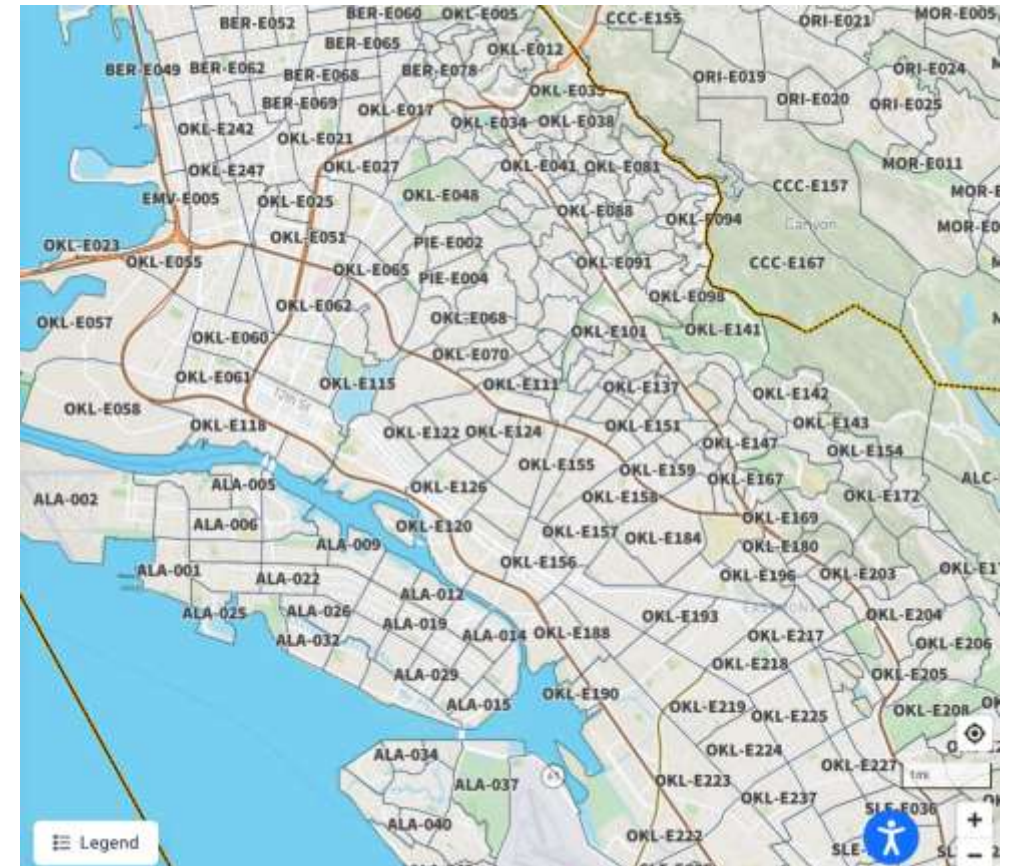 BER-E060 OKL-E005 CCC-E155 ORI-E021 MOR-E005
BER-E052
BER-E065 OKL-E012
BER-E049 BER-E062 BER-E068 BER-E078 ORI-E019 ORI-E024
OKL-E035
BER-E069 OKL-E017 ORI-E020 ORI-E025
OKL-E242 OKL-E021 OKL-E034 OKL-E038
OKL-E247 OKL-E027 OKL-E041 OKL-E081 MOR-E011
EMV-E005 OKL-E025 OKL-E048 CCC-E157
OKL-E088 OKL-E094 Canyon
OKL-E023 OKL-E051 PIE-E002
OKL-E055 OKL-E065 PIE-E004 OKL-E091 CCC-E167
OKL-E057 OKL-E062 OKL-E068 OKL-E098
OKL-E060 OKL-E101 OKL-E141
OKL-E070
OKL-E061 OKL-E115 OKL-E111 OKL-E137 OKL-E142
12th St
OKL-E058 OKL-E118 OKL-E122 OKL-E124 OKL-E151 OKL-E143
OKL-E147 OKL-E154
OKL-E155 OKL-E159 OKL-E167
ALA-002 ALA-005 OKL-E126 OKL-E158 OKL-E172
ALA-006 OKL-E120 OKL-E157 OKL-E184 OKL-E169
ALA-009 OKL-E180
ALA-001 ALA-022 OKL-E156 OKL-E196 OKL-E203
ALA-012
ALA-025 ALA-026 ALA-019 OKL-E193 OKL-E204
ALA-032 ALA-014 OKL-E188 OKL-E217 OKL-E206
ALA-029 OKL-E218 OKL-E205
ALA-015 OKL-E190 OKL-E219 OKL-E225 OKL-E208
ALA-034 OKL-E224
ALA-037 OKL-E223 OKL-E227
1mi
OKL-E237
ALA-040 OKL-E222 SLE-E036
Legend
+
−